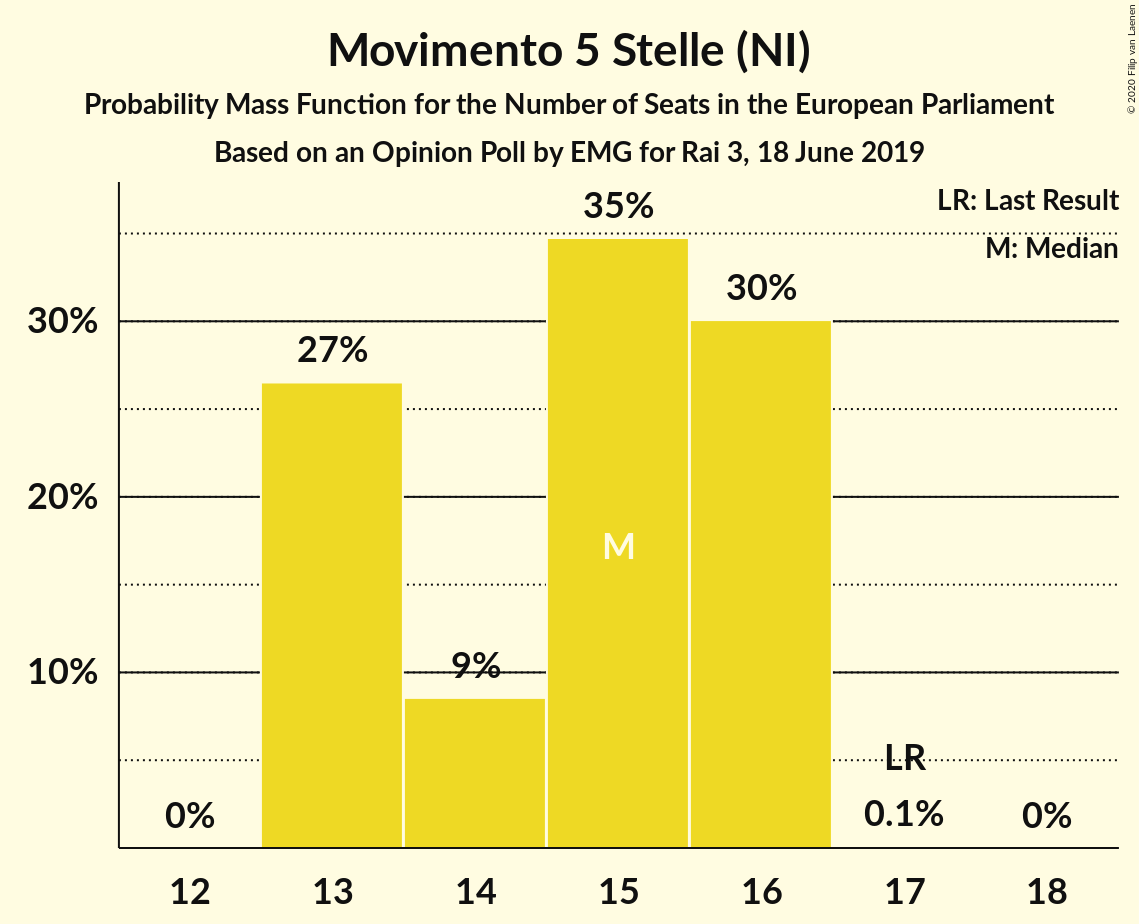 Movimento 5 Stelle (NI)
Probability Mass Function for the Number of Seats in the European Parliament
Based on an Opinion Poll by EMG for Rai 3, 18 June 2019
© 2020 Filip van Laenen
LR: Last Result
M: Median
35%
30%
27%
9%
0%
0.1%
0%
LR
M
30%
20%
10%
12 13 14 15 16 17 18